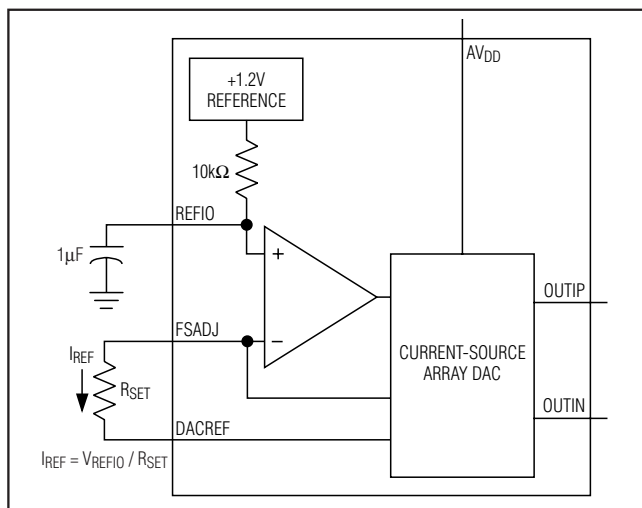 AVDD
+1.2V
REFERENCE
10kΩ
REFIO
1μF
+
FSADJ
−
OUTIP
IREF
RSET
CURRENT-SOURCE
ARRAY DAC
DACREF
OUTIN
IREF = VREFIO / RSET